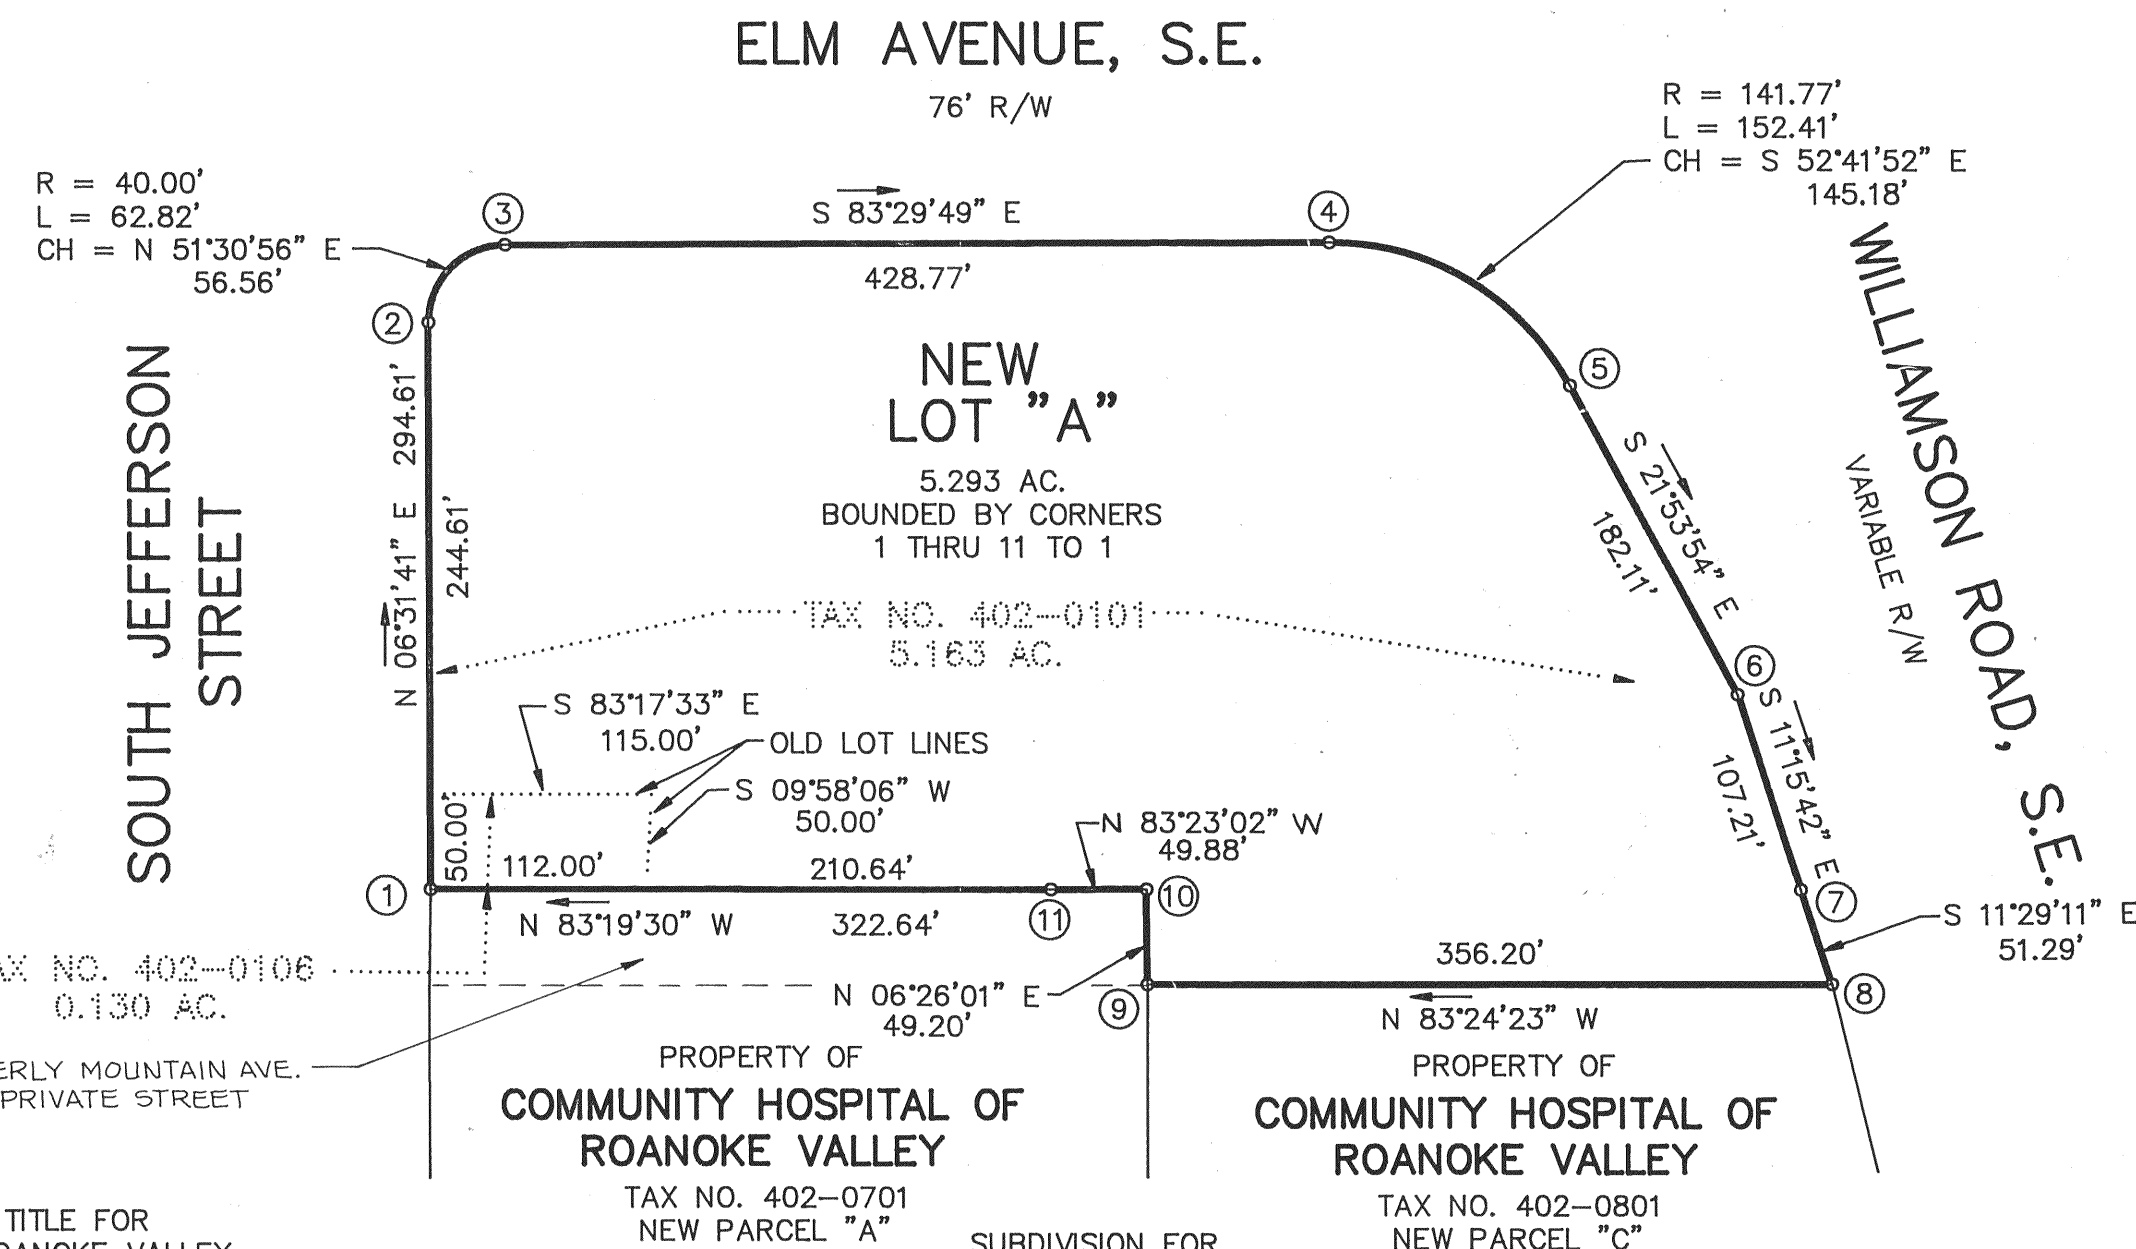 ELM AVENUE, S.E.
76' R/W
R = 141.77'
L = 152.41'
CH = S 52°41'52" E
145.18'
R = 40.00'
L = 62.82'
CH = N 51°30'56" E
56.56'
3
S 83°29'49" E
428.77'
4
2
5
WILLIAMSON ROAD, S.E.
VARIABLE R/W
SOUTH JEFFERSON
STREET
N 06°31'41" E 294.61'
244.61'
50.00'
NEW
LOT "A"
5.293 AC.
BOUNDED BY CORNERS
1 THRU 11 TO 1
S 21°53'54" E
182.11'
TAX NO. 402-0101
5.163 AC.
6
S 11°15'42" E
107.21'
S 83°17'33" E
115.00'
OLD LOT LINES
S 09°58'06" W
50.00'
N 83°23'02" W
49.88'
112.00'
210.64'
1
10
7
N 83°19'30" W
322.64'
11
S 11°29'11" E
51.29'
356.20'
AX NO. 402-0106
0.130 AC.
N 06°26'01" E
49.20'
9
8
N 83°24'23" W
ERLY MOUNTAIN AVE.
PRIVATE STREET
PROPERTY OF
COMMUNITY HOSPITAL OF
ROANOKE VALLEY
TAX NO. 402-0701
NEW PARCEL "A"
PROPERTY OF
COMMUNITY HOSPITAL OF
ROANOKE VALLEY
TAX NO. 402-0801
NEW PARCEL "C"
TITLE FOR
OANOKE VALLEY
SUBDIVISION FOR